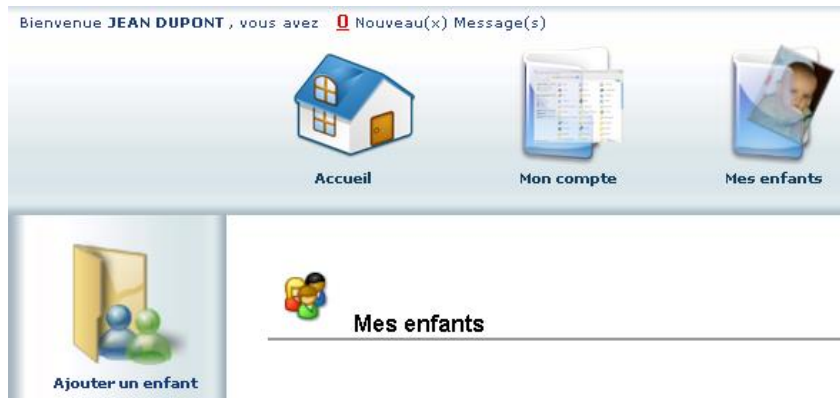 Bienvenue JEAN DUPONT , vous avez 0 Nouveau(x) Message(s)
Accueil Mon compte Mes enfants
Mes enfants
Ajouter un enfant